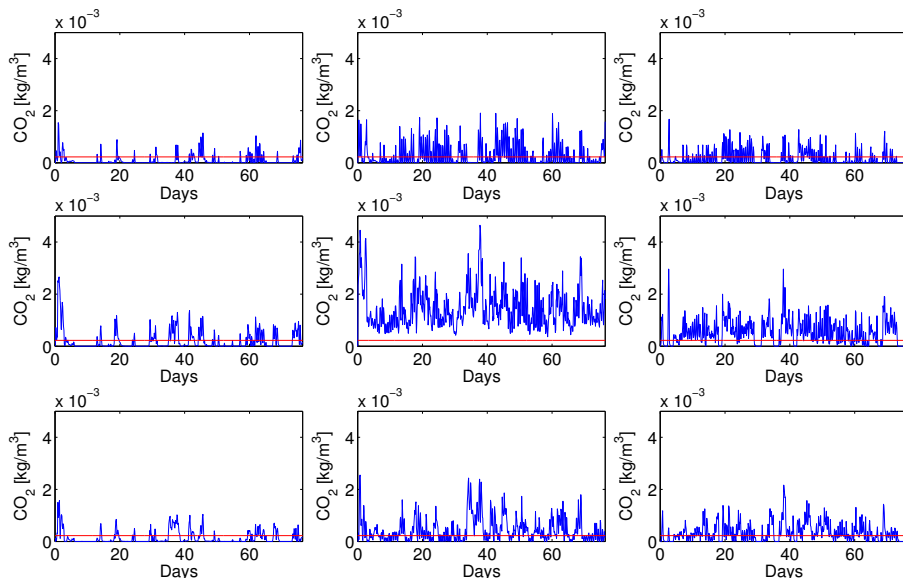 x 10⁻³ x 10⁻³ x 10⁻³
4 4 4
CO₂ [kg/m³] CO₂ [kg/m³] CO₂ [kg/m³]
2 2 2
0 0 0
0 20 40 60 0 20 40 60 0 20 40 60
Days Days Days
x 10⁻³ x 10⁻³ x 10⁻³
4 4 4
CO₂ [kg/m³] CO₂ [kg/m³] CO₂ [kg/m³]
2 2 2
0 0 0
0 20 40 60 0 20 40 60 0 20 40 60
Days Days Days
x 10⁻³ x 10⁻³ x 10⁻³
4 4 4
CO₂ [kg/m³] CO₂ [kg/m³] CO₂ [kg/m³]
2 2 2
0 0 0
0 20 40 60 0 20 40 60 0 20 40 60
Days Days Days